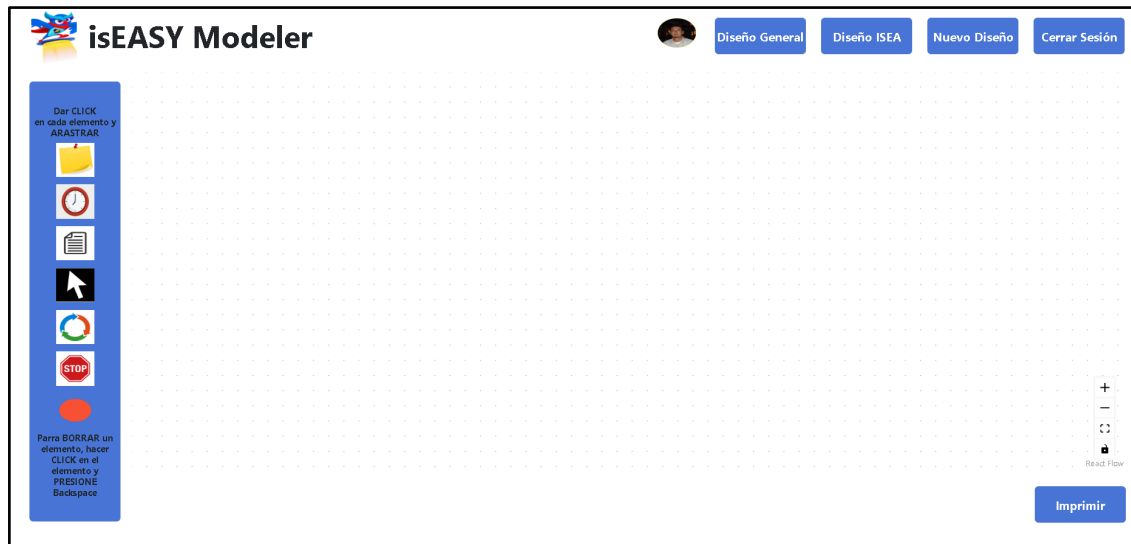 isEASY Modeler
Diseño General
Diseño ISEA
Nuevo Diseño
Cerrar Sesión
Dar CLICK
en cada elemento y
ARASTRAR
STOP
Parra BORRAR un
elemento, hacer
CLICK en el
elemento y
PRESIONE
Backspace
React Flow
Imprimir